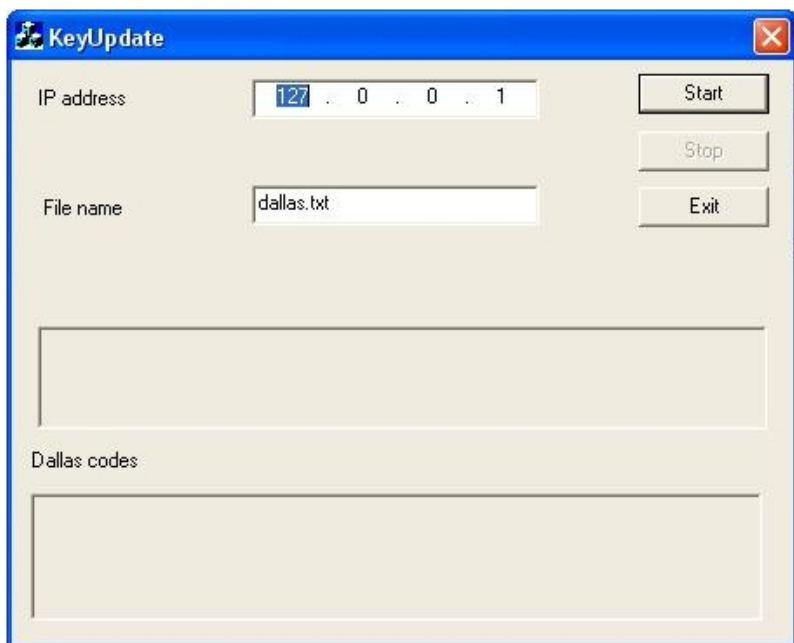 KeyUpdate
IP address 127 . 0 . 0 . 1 Start
Stop
File name dallas.txt Exit
Dallas codes